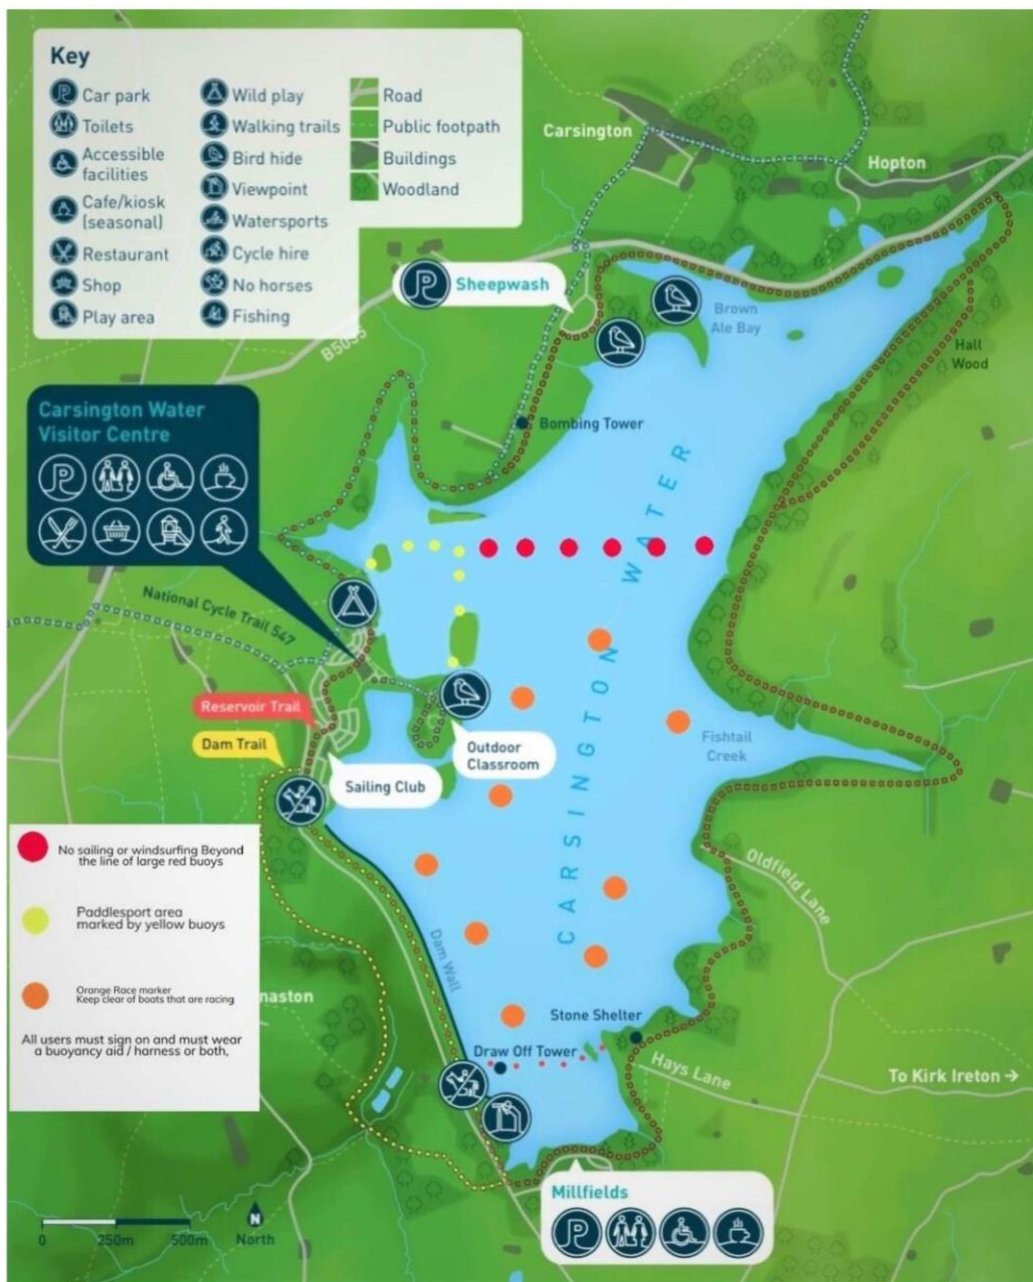 Key
Car park
Toilets
Accessible
facilities
Cafe/kiosk
(seasonal)
Restaurant
Shop
Play area
Wild play
Walking trails
Bird hide
Viewpoint
Watersports
Cycle hire
No horses
Fishing
Road
Public footpath
Buildings
Woodland
Carsington
Hopton
Sheepwash
B5035
Brown
Ale Bay
Hall
Wood
Carsington Water
Visitor Centre
Bombing Tower
National Cycle Trail 547
Reservoir Trail
Dam Trail
Outdoor
Classroom
Sailing Club
CARSINGTON WATER
Fishtail
Creek
Oldfield Lane
No sailing or windsurfing Beyond
the line of large red buoys
Paddlesport area
marked by yellow buoys
Orange Race marker
Keep clear of boats that are racing
All users must sign on and must wear
a buoyancy aid / harness or both,
naston
Dam Wall
Stone Shelter
Draw Off Tower
Hays Lane
To Kirk Ireton →
Millfields
0 250m 500m
N
North